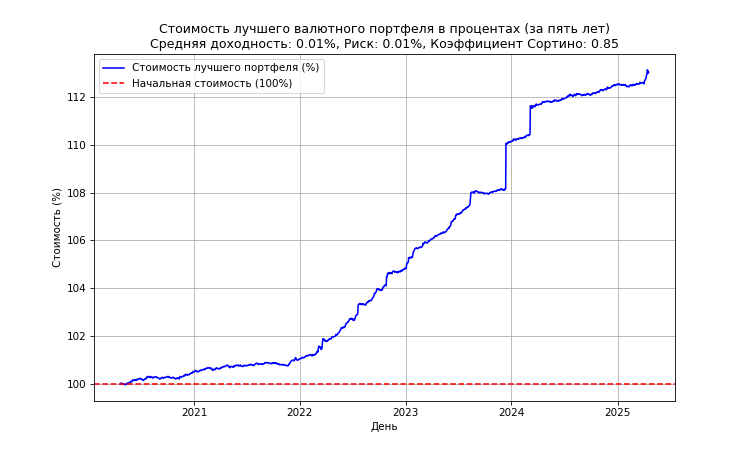 Стоимость лучшего валютного портфеля в процентах (за пять лет)
Средняя доходность: 0.01%, Риск: 0.01%, Коэффициент Сортино: 0.85
Стоимость лучшего портфеля (%)
Начальная стоимость (100%)
Стоимость (%)
112
110
108
106
104
102
100
2021 2022 2023 2024 2025
День